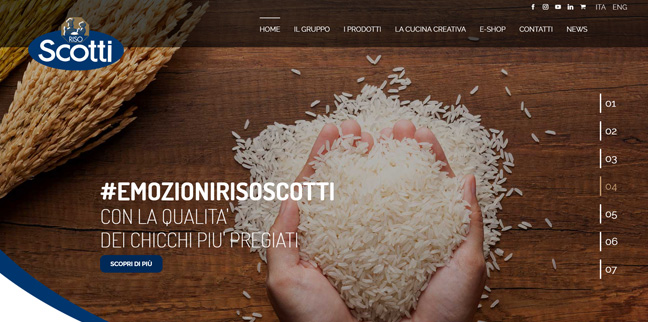 ITA ENG
RISO
Scotti
HOME IL GRUPPO I PRODOTTI LA CUCINA CREATIVA E-SHOP CONTATTI NEWS
01
02
03
04
05
06
07
#EMOZIONIRISOSCOTTI
CON LA QUALITA'
DEI CHICCHI PIU' PREGIATI
SCOPRI DI PIÙ